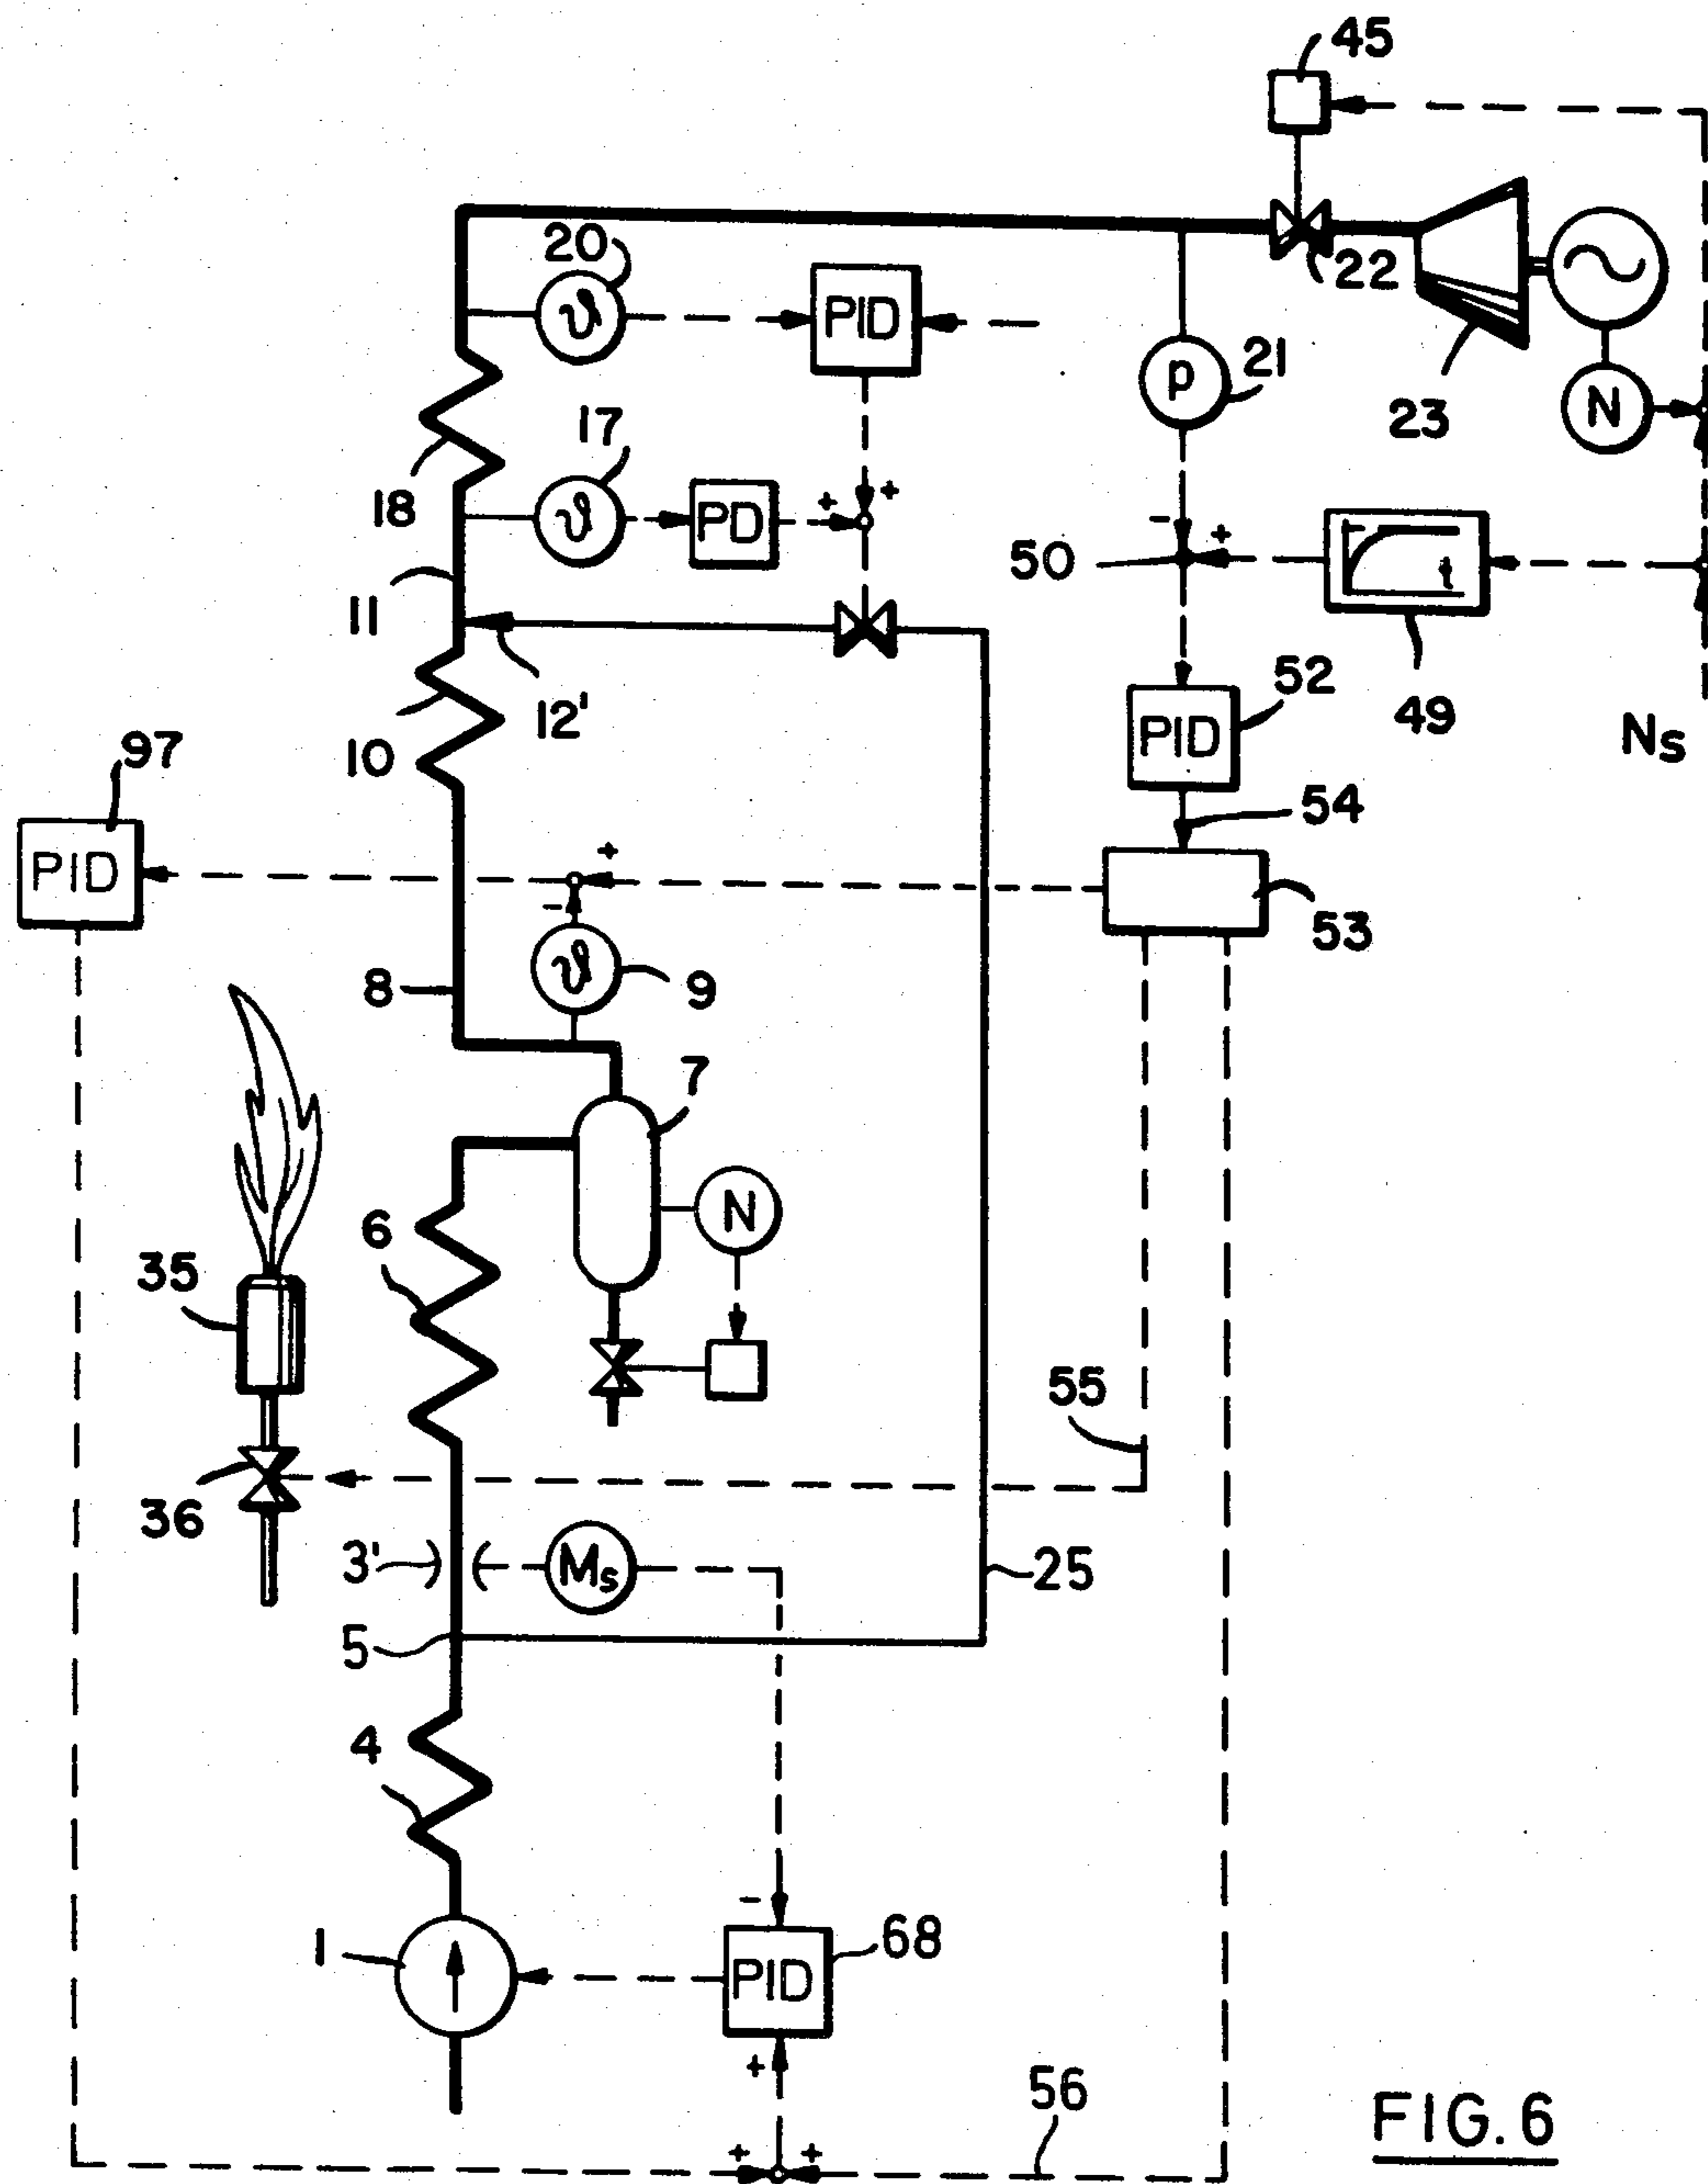 45
20
ϑ
PID
22
P
21
N
23
17
18
ϑ
PD
+
+
-
+
50
t
11
12'
52
PID
49
10
Ns
97
54
PID
+
-
53
ϑ
8
9
7
6
N
35
55
36
3'
Ms
25
5
4
-
1
68
PID
+
56
+
+
FIG. 6